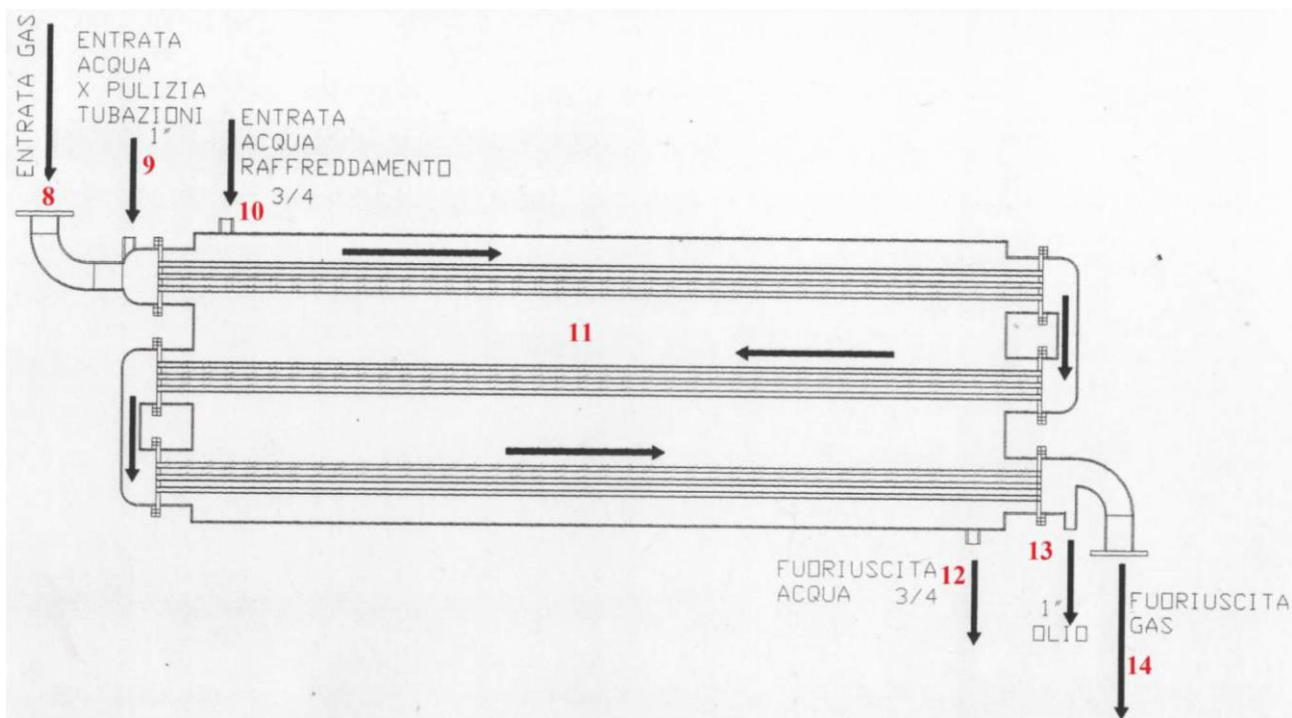 ENTRATA GAS
8
ENTRATA
ACQUA
X PULIZIA
TUBAZIONI
1"
9
ENTRATA
ACQUA
RAFFREDDAMENTO
3/4
10
11
FUORIUSCITA
ACQUA 3/4
12
13
1"
OLIO
FUORIUSCITA
GAS
14